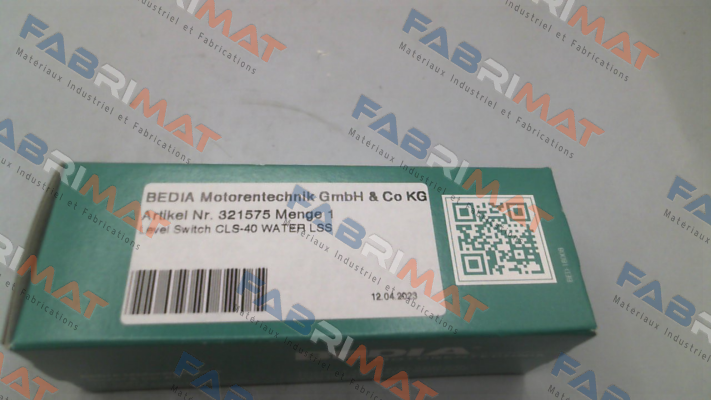 FABRIMAT
Materiaux Industriel et Fabrications
BEDIA Motorentechnik GmbH & Co KG
Artikel Nr. 321575 Menge 1
Level Switch CLS-40 WATER LSS
12.04.2023
BEDIA